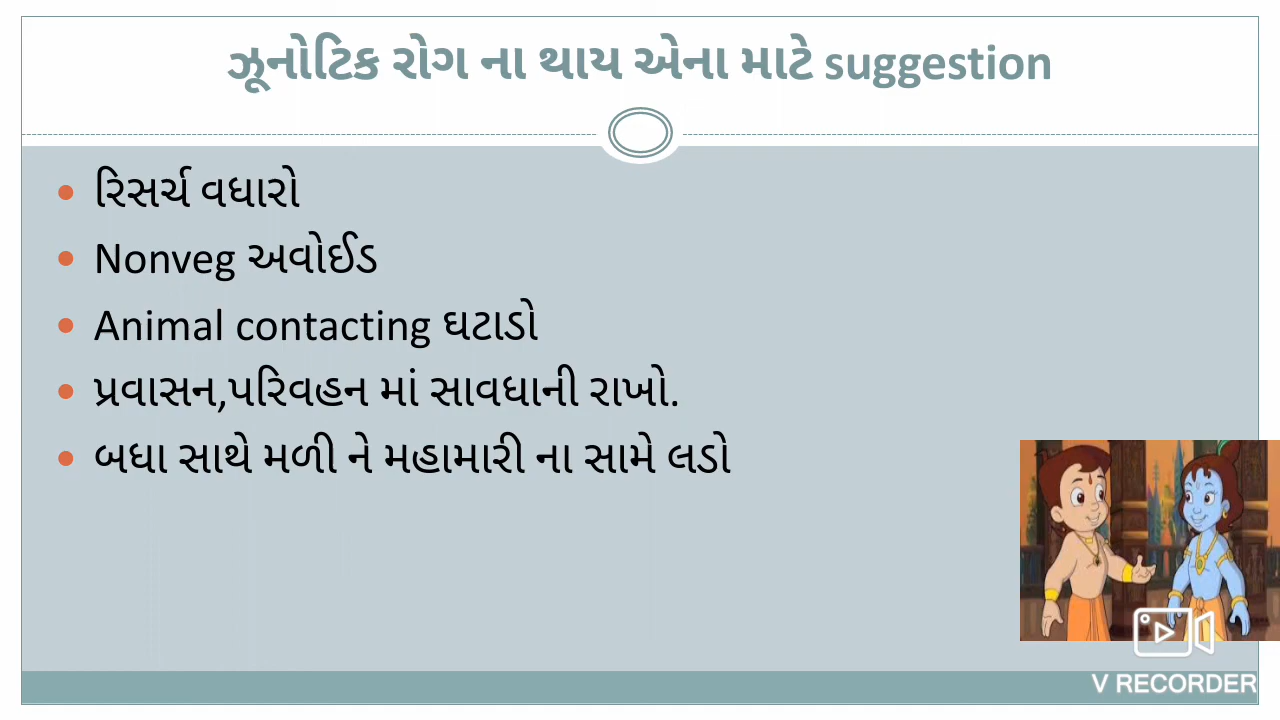 ઝૂનોટિક રોગ ના થાય એના માટે suggestion
રિસર્ચ વધારો
Nonveg અવોઈડ
Animal contacting ઘટાડો
પ્રવાસન,પરિવહન માં સાવધાની રાખો.
બધા સાથે મળી ને મહામારી ના સામે લડો
V RECORDER